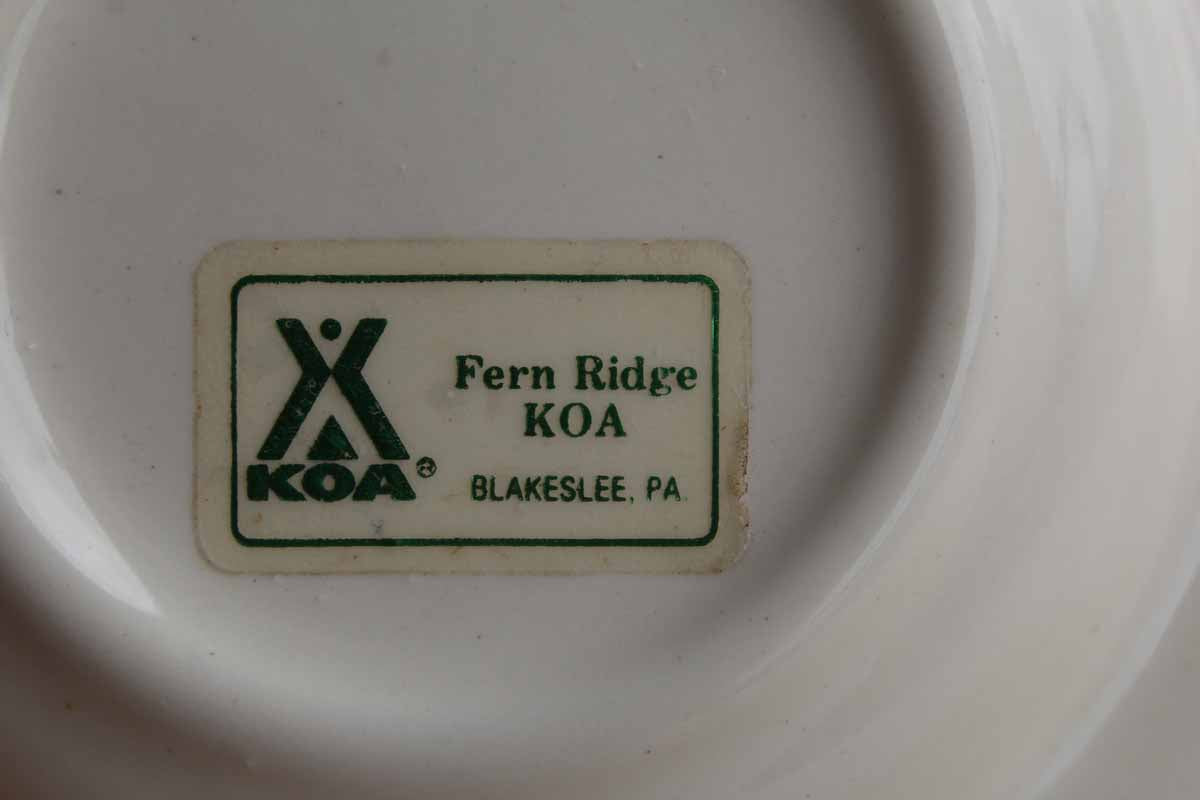 KOA®
Fern Ridge
KOA
BLAKESLEE, PA.